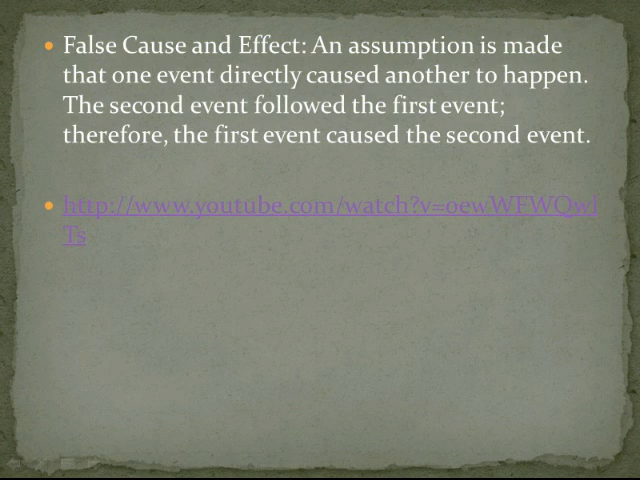 • False Cause and Effect: An assumption is made
that one event directly caused another to happen.
The second event followed the first event;
therefore, the first event caused the second event.
• http://www.youtube.com/watch?v=oewWFWQwl
Ts